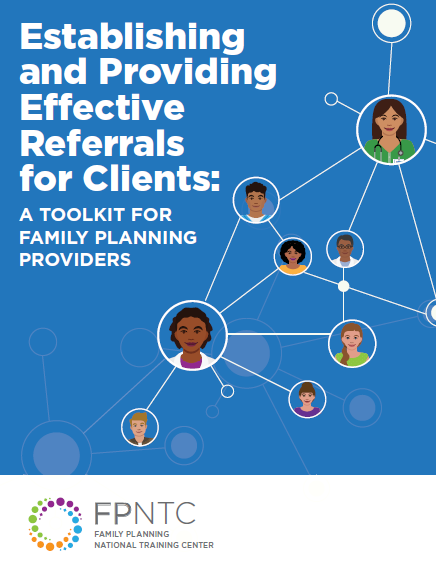 Establishing
and Providing
Effective
Referrals
for Clients:
A TOOLKIT FOR
FAMILY PLANNING
PROVIDERS
FPNTC
FAMILY PLANNING
NATIONAL TRAINING CENTER